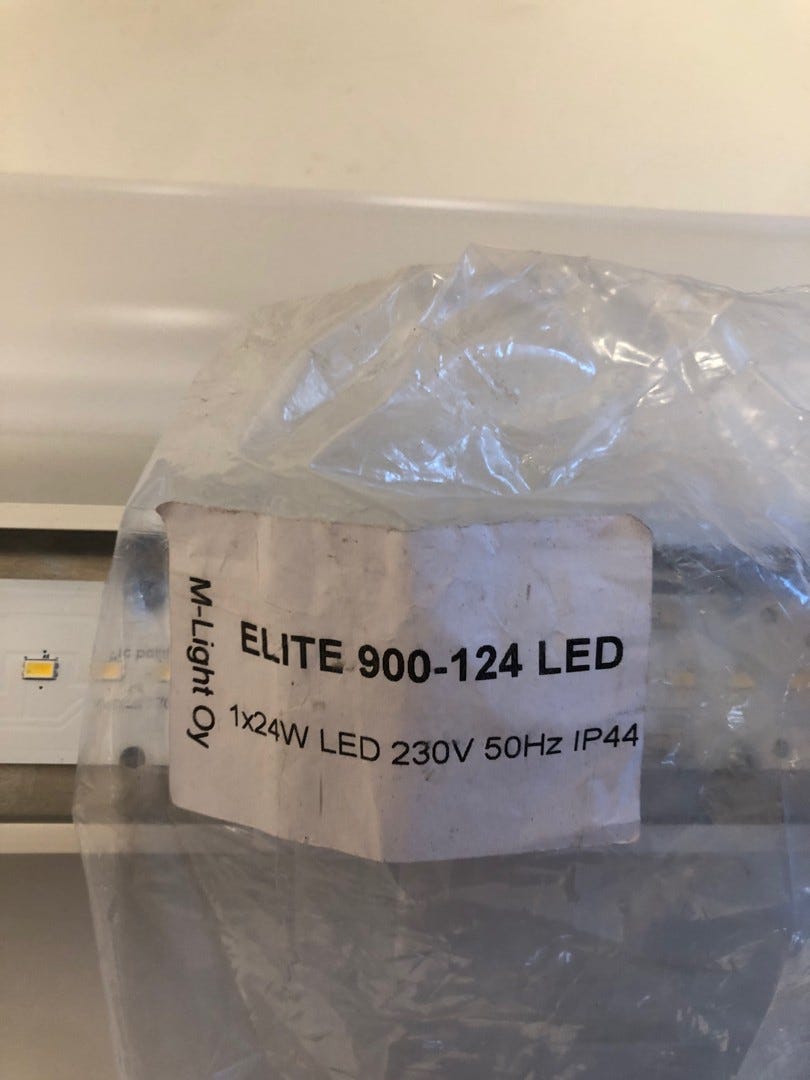 M-Light Oy
ELITE 900-124 LED
1x24W LED 230V 50Hz IP44